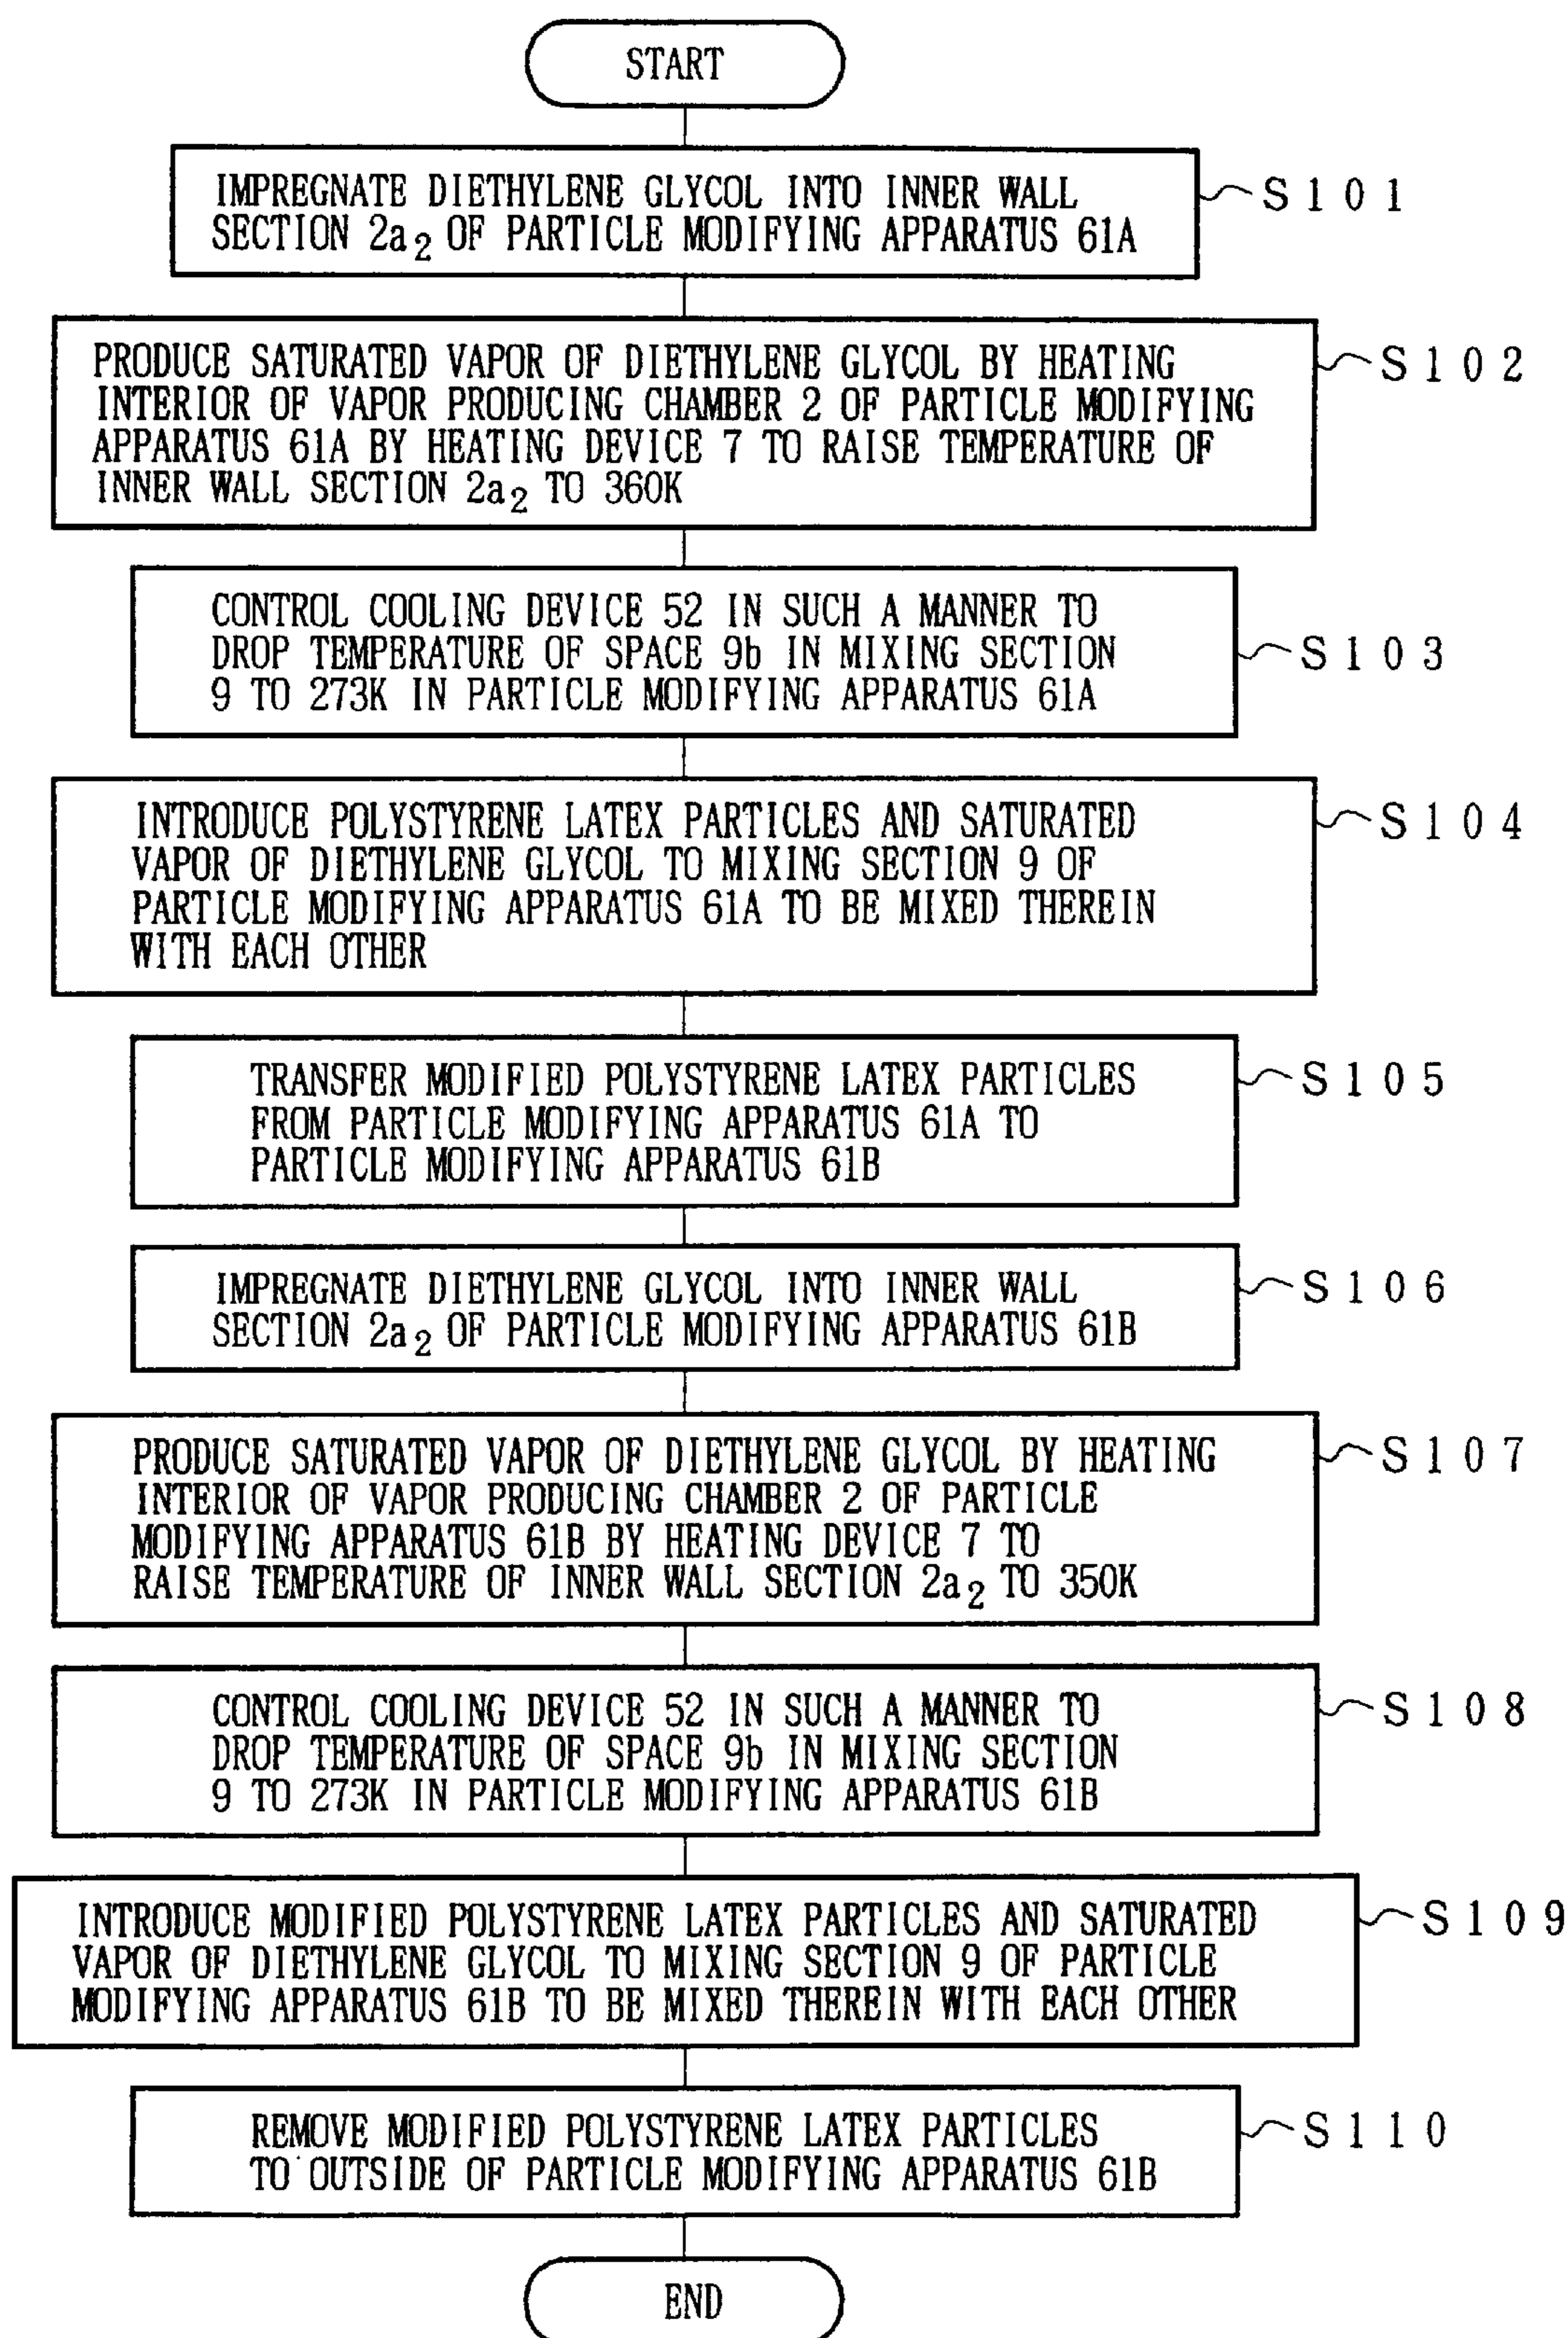 START
IMPREGNATE DIETHYLENE GLYCOL INTO INNER WALL
SECTION 2a2 OF PARTICLE MODIFYING APPARATUS 61A
S101
PRODUCE SATURATED VAPOR OF DIETHYLENE GLYCOL BY HEATING
INTERIOR OF VAPOR PRODUCING CHAMBER 2 OF PARTICLE MODIFYING
APPARATUS 61A BY HEATING DEVICE 7 TO RAISE TEMPERATURE OF
INNER WALL SECTION 2a2 TO 360K
S102
CONTROL COOLING DEVICE 52 IN SUCH A MANNER TO
DROP TEMPERATURE OF SPACE 9b IN MIXING SECTION
9 TO 273K IN PARTICLE MODIFYING APPARATUS 61A
S103
INTRODUCE POLYSTYRENE LATEX PARTICLES AND SATURATED
VAPOR OF DIETHYLENE GLYCOL TO MIXING SECTION 9 OF
PARTICLE MODIFYING APPARATUS 61A TO BE MIXED THEREIN
WITH EACH OTHER
S104
TRANSFER MODIFIED POLYSTYRENE LATEX PARTICLES
FROM PARTICLE MODIFYING APPARATUS 61A TO
PARTICLE MODIFYING APPARATUS 61B
S105
IMPREGNATE DIETHYLENE GLYCOL INTO INNER WALL
SECTION 2a2 OF PARTICLE MODIFYING APPARATUS 61B
S106
PRODUCE SATURATED VAPOR OF DIETHYLENE GLYCOL BY HEATING
INTERIOR OF VAPOR PRODUCING CHAMBER 2 OF PARTICLE
MODIFYING APPARATUS 61B BY HEATING DEVICE 7 TO
RAISE TEMPERATURE OF INNER WALL SECTION 2a2 TO 350K
S107
CONTROL COOLING DEVICE 52 IN SUCH A MANNER TO
DROP TEMPERATURE OF SPACE 9b IN MIXING SECTION
9 TO 273K IN PARTICLE MODIFYING APPARATUS 61B
S108
INTRODUCE MODIFIED POLYSTYRENE LATEX PARTICLES AND SATURATED
VAPOR OF DIETHYLENE GLYCOL TO MIXING SECTION 9 OF PARTICLE
MODIFYING APPARATUS 61B TO BE MIXED THEREIN WITH EACH OTHER
S109
REMOVE MODIFIED POLYSTYRENE LATEX PARTICLES
TO OUTSIDE OF PARTICLE MODIFYING APPARATUS 61B
S110
END